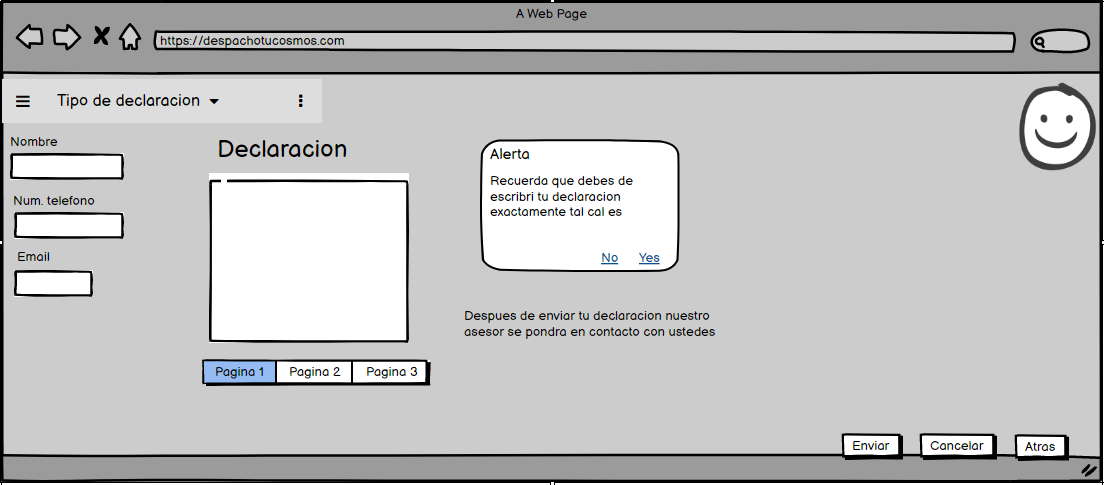 A Web Page
https://despachotucosmos.com
Tipo de declaracion
Nombre
Num. telefono
Email
Declaracion
Pagina 1 Pagina 2 Pagina 3
Alerta
Recuerda que debes de
escribri tu declaracion
exactamente tal cal es
No Yes
Despues de enviar tu declaracion nuestro
asesor se pondra en contacto con ustedes
Enviar Cancelar Atras